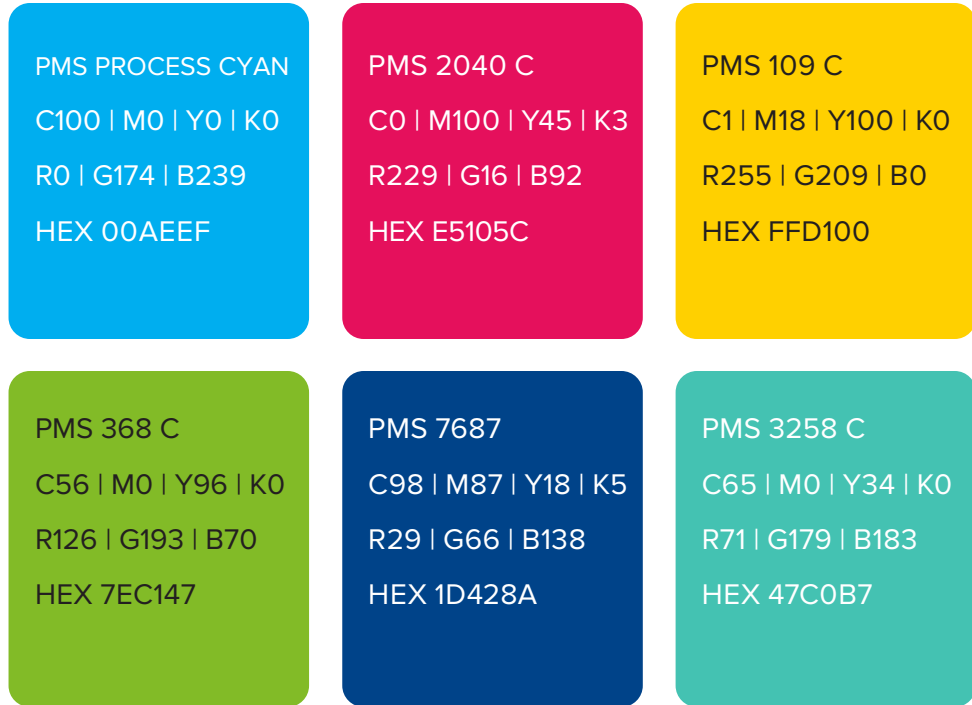 PMS PROCESS CYAN
C100 | M0 | Y0 | K0
R0 | G174 | B239
HEX 00AEEF
PMS 2040 C
C0 | M100 | Y45 | K3
R229 | G16 | B92
HEX E5105C
PMS 109 C
C1 | M18 | Y100 | K0
R255 | G209 | B0
HEX FFD100
PMS 368 C
C56 | M0 | Y96 | K0
R126 | G193 | B70
HEX 7EC147
PMS 7687
C98 | M87 | Y18 | K5
R29 | G66 | B138
HEX 1D428A
PMS 3258 C
C65 | M0 | Y34 | K0
R71 | G179 | B183
HEX 47C0B7